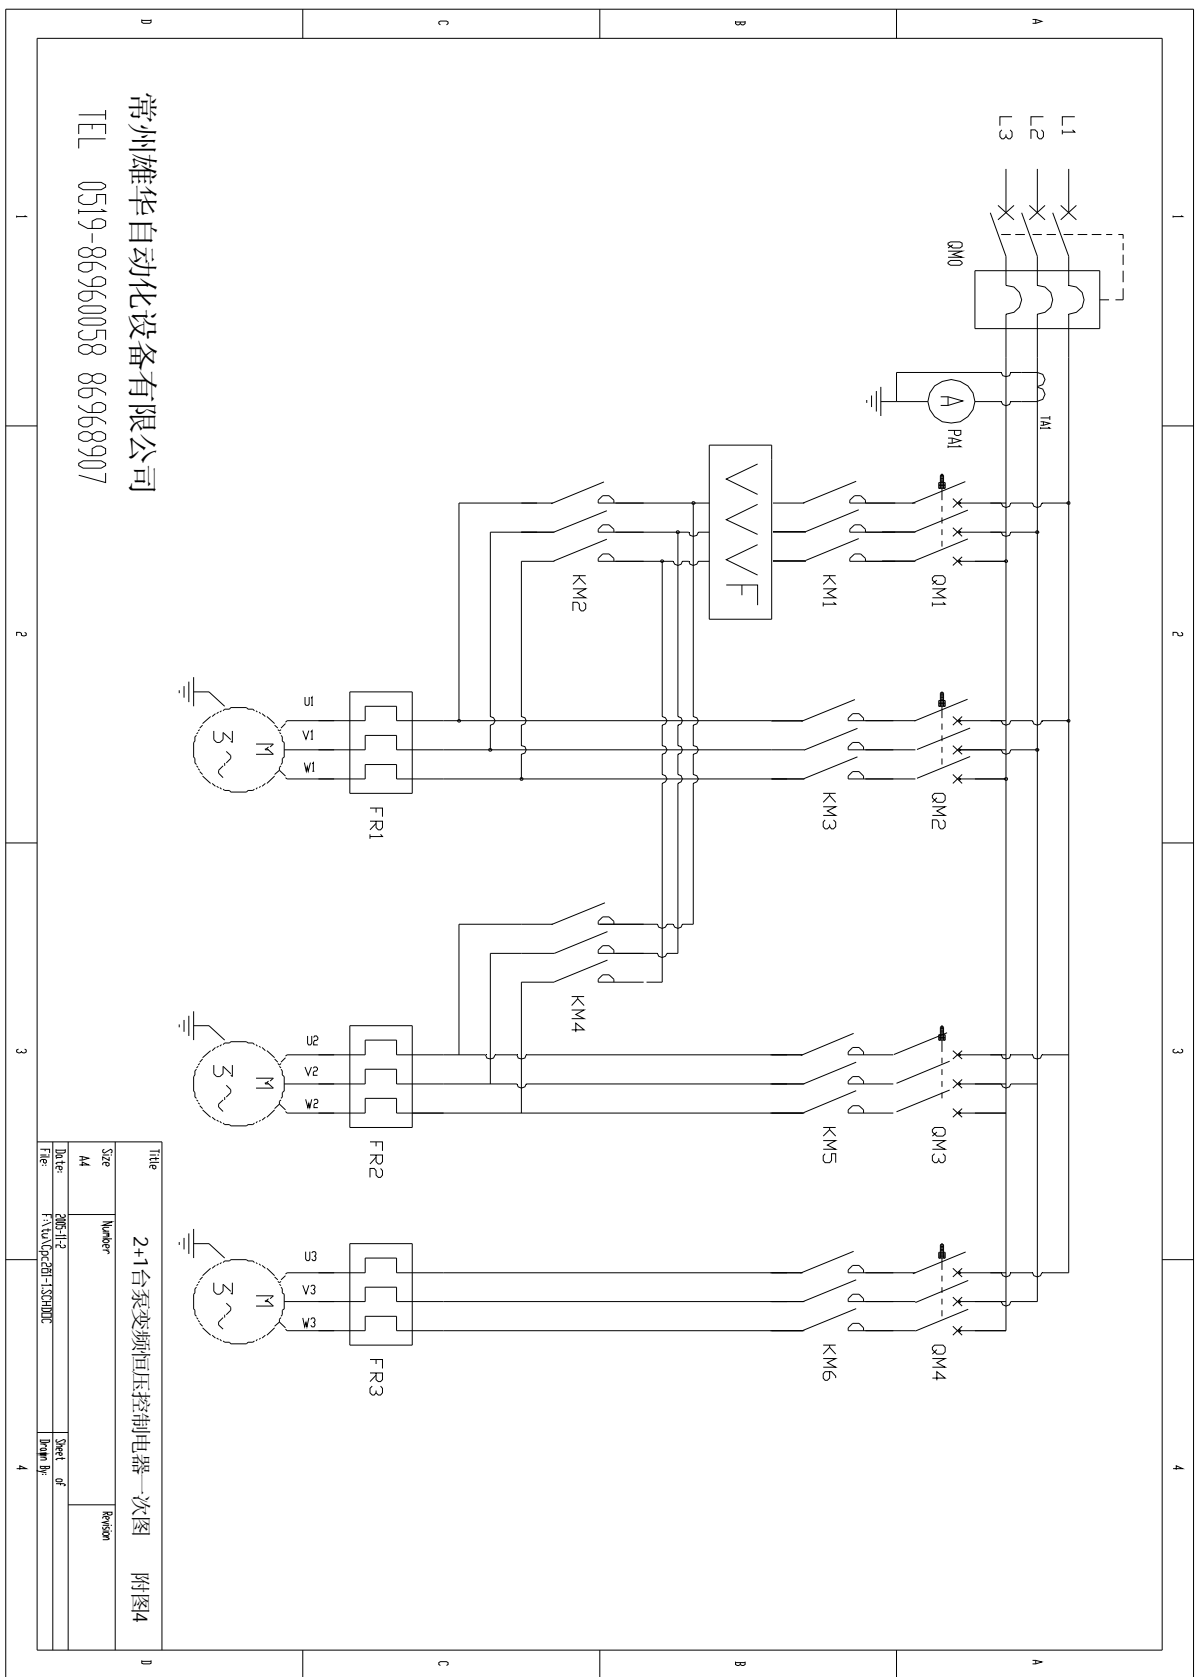 A
B
C
D
1
2
3
4
L1
L2
L3
QM0
TA1
PA1
A
QM1
QM2
QM3
QM4
KM1
KM3
KM5
KM6
VVVF
KM2
KM4
FR1
FR2
FR3
U1
V1
W1
U2
V2
W2
U3
V3
W3
M
3~
M
3~
M
3~
常州雄华自动化设备有限公司
TEL 0519-86960058 86968907
Title
2+1台泵变频恒压控制电器一次图 附图4
Size
Number
Revision
A4
Date: 2005-11-2
Sheet of
File:
Drawn By:
1
2
3
4
A
B
C
D